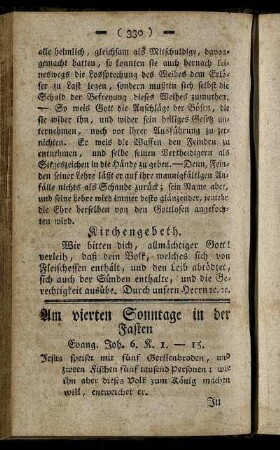 ( 330 )
alle heimlich, gleichsam als Mitschuldige, davon
gemacht hatten, so konnten sie auch hernach kei-
neswegs die Lossprechung des Weibes dem Erlö-
ser zu Last legen, sondern mußten sich selbst die
Schuld der Befreyung dieses Weibes zumuthen.
— So weis Gott die Anschläge der Bösen, die
sie wider ihn, und wider sein heiliges Gesetz un-
ternehmen, noch vor ihrer Ausführung zu zer-
nichten. Er weis die Waffen den Feinden zu
entnehmen, und selbe seinen Vertheidigern als
Siegeszeichen in die Hände zu geben. — Denn, Fein-
den seiner Lehre läßt er auf ihre mannigfältigen An-
fälle nichts als Schande zurück; sein Name aber,
und seine Lehre wird immer desto glänzender, jemehr
die Ehre derselben von den Gottlosen angefoch-
ten wird.
Kirchengebeth.
Wir bitten dich, allmächtiger Gott!
verleih, daß dein Volk, welches sich von
Fleischessen enthält, und den Leib abtödtet,
sich auch der Sünden enthalte, und die Ge-
rechtigkeit ausübe. Durch unsern Herrn ꝛc. ꝛc.
Am vierten Sonntage in der
Fasten
Evang. Joh. 6. K. 1. — 15.
Jesus speiset mit fünf Gerstenbroden, und
zween Fischen fünf tausend Personen: wie
ihn aber dieses Volk zum König machen
will, entweichet er.
Zu